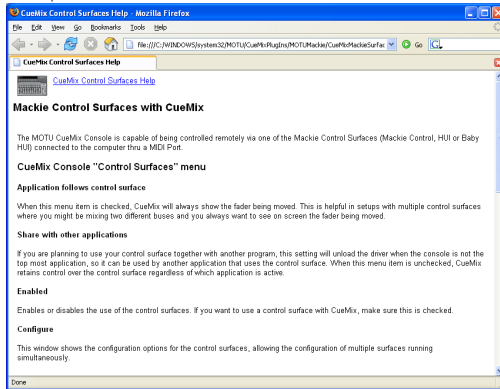 CueMix Control Surfaces Help - Mozilla Firefox
File Edit View Go Bookmarks Tools Help
file:///C:/WINDOWS/system32/MOTU/CueMixPlugIns/MOTUMackie/CueMixMackieSurfac Go G
CueMix Control Surfaces Help
CueMix Control Surfaces Help
Mackie Control Surfaces with CueMix
The MOTU CueMix Console is capable of being controlled remotely via one of the Mackie Control Surfaces (Mackie Control, HUI or Baby
HUI) connected to the computer thru a MIDI Port.
CueMix Console "Control Surfaces" menu
Application follows control surface
When this menu item is checked, CueMix will always show the fader being moved. This is helpful in setups with multiple control surfaces
where you might be mixing two different buses and you always want to see on screen the fader being moved.
Share with other applications
If you are planning to use your control surface together with another program, this setting will unload the driver when the console is not the
top most application, so it can be used by another application that uses the control surface. When this menu item is unchecked, CueMix
retains control over the control surface regardless of which application is active.
Enabled
Enables or disables the use of the control surfaces. If you want to use a control surface with CueMix, make sure this is checked.
Configure
This window shows the configuration options for the control surfaces, allowing the configuration of multiple surfaces running
simultaneously.
Done